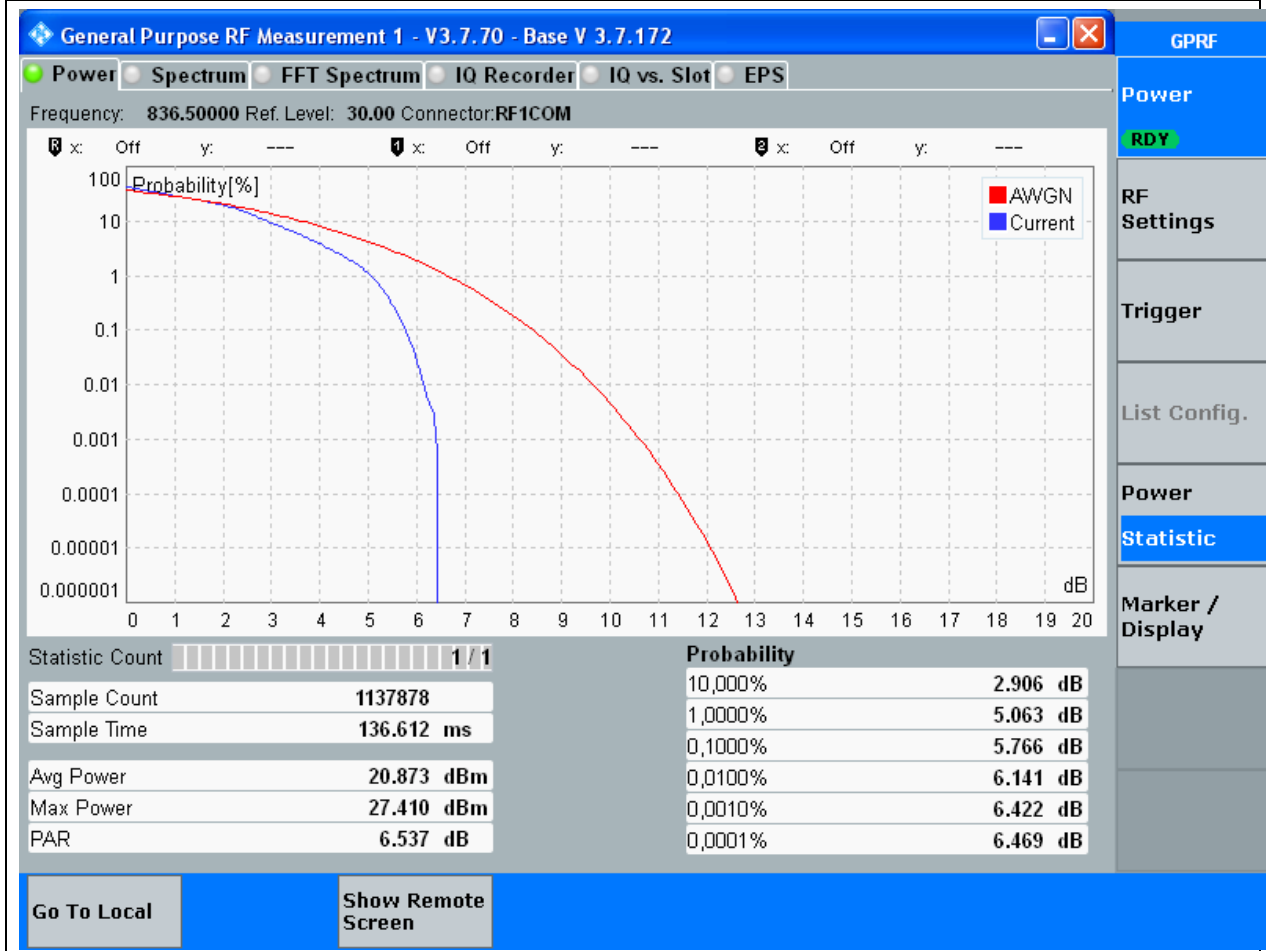 General Purpose RF Measurement 1 - V3.7.70 - Base V 3.7.172
GPRF
Power Spectrum FFT Spectrum IQ Recorder IQ vs. Slot EPS
Frequency: 836.50000 Ref. Level: 30.00 Connector:RF1COM
R x: Off y: --- 1 x: Off y: --- 2 x: Off y: ---
Probability[%]
AWGN
Current
100
10
1
0.1
0.01
0.001
0.0001
0.00001
0.000001
dB
0 1 2 3 4 5 6 7 8 9 10 11 12 13 14 15 16 17 18 19 20
Statistic Count 1 / 1
Sample Count 1137878
Sample Time 136.612 ms
Avg Power 20.873 dBm
Max Power 27.410 dBm
PAR 6.537 dB
Probability
10,000% 2.906 dB
1,0000% 5.063 dB
0,1000% 5.766 dB
0,0100% 6.141 dB
0,0010% 6.422 dB
0,0001% 6.469 dB
Power
RDY
RF
Settings
Trigger
List Config.
Power
Statistic
Marker /
Display
Go To Local
Show Remote
Screen